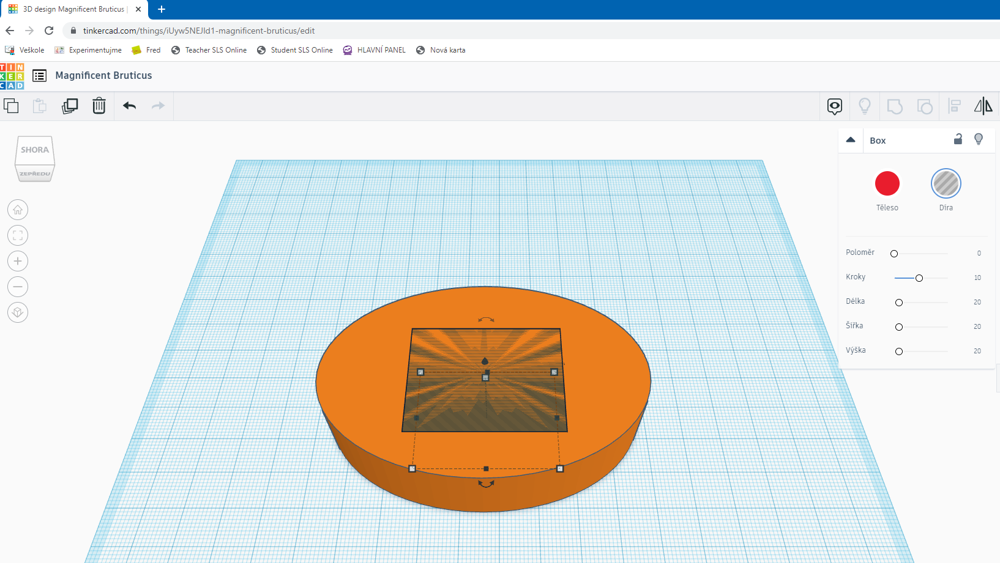 3D design Magnificent Bruticus |
tinkercad.com/things/iUyw5NEJId1-magnificent-bruticus/edit
Veškole Experimentujme Fred Teacher SLS Online Student SLS Online HLAVNÍ PANEL Nová karta
TIN
KER
CAD
Magnificent Bruticus
SHORA
ZEPŘEDU
Box
Těleso Díra
Poloměr 0
Kroky 10
Délka 20
Šířka 20
Výška 20